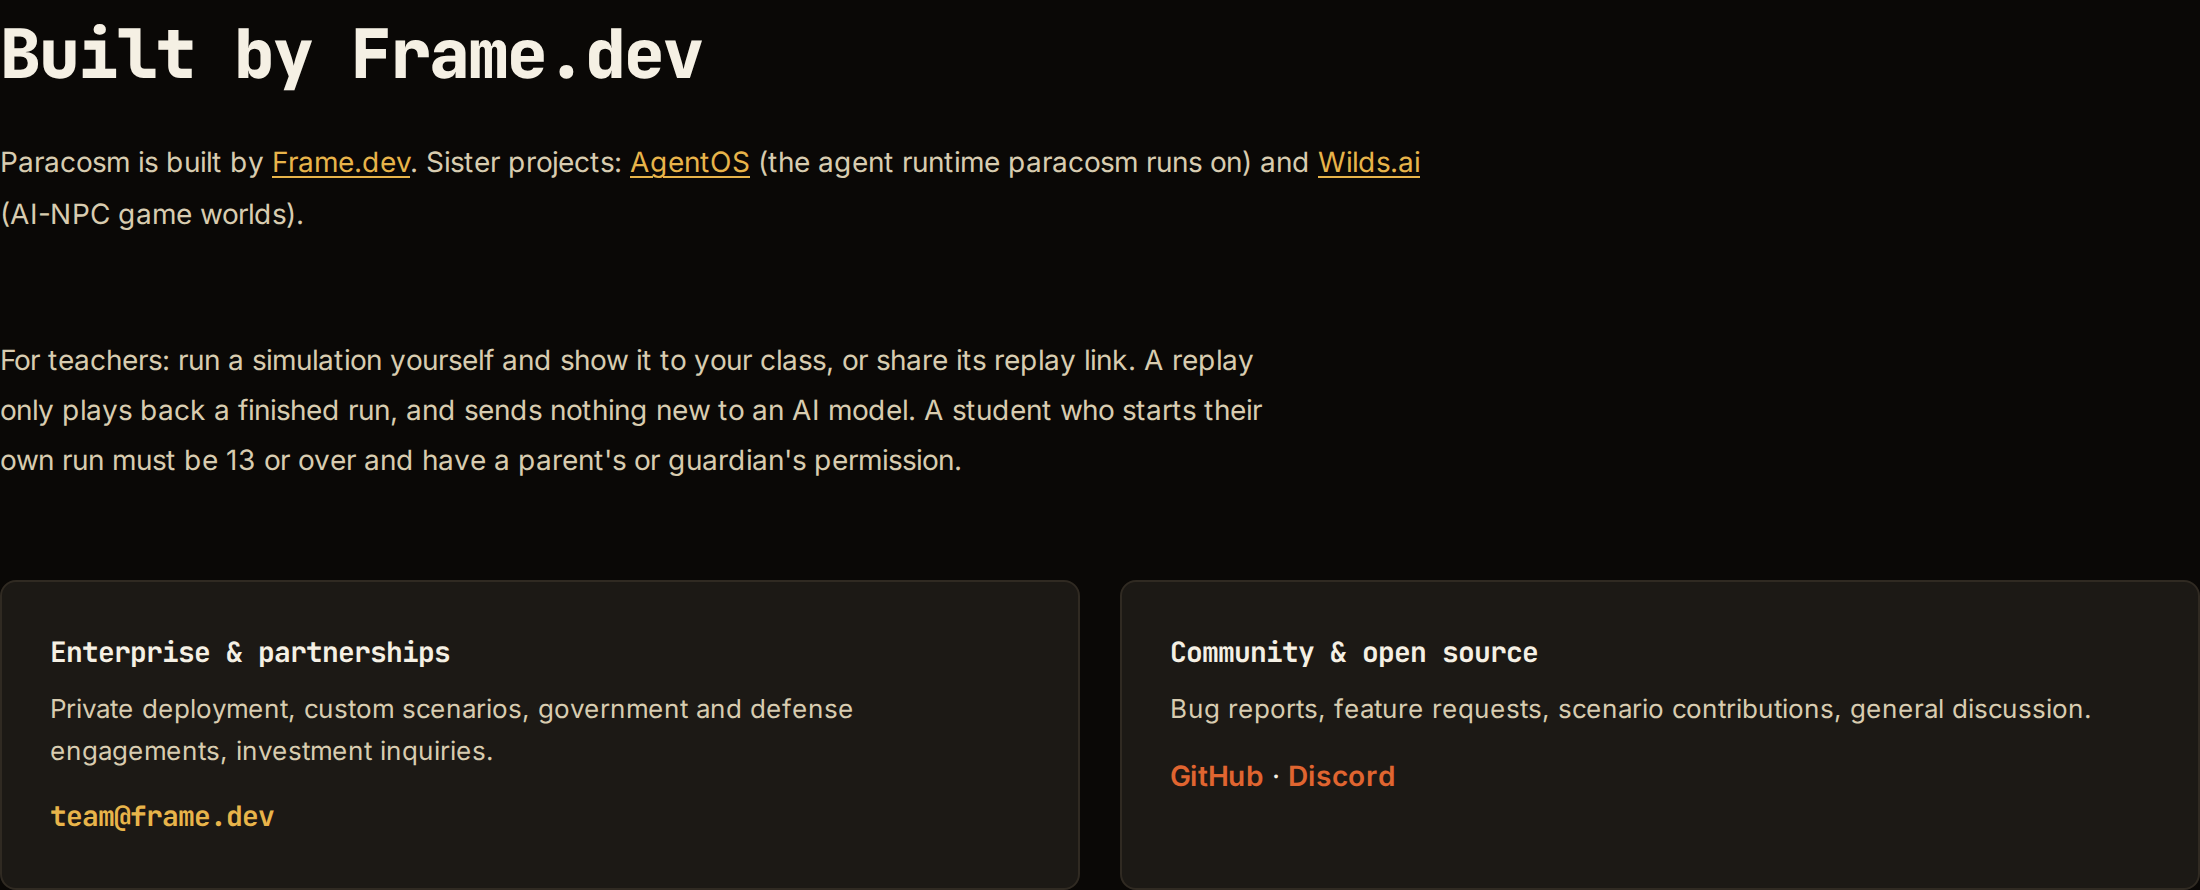 Built by Frame.dev
Paracosm is built by Frame.dev. Sister projects: AgentOS (the agent runtime paracosm runs on) and Wilds.ai
(AI-NPC game worlds).
For teachers: run a simulation yourself and show it to your class, or share its replay link. A replay
only plays back a finished run, and sends nothing new to an AI model. A student who starts their
own run must be 13 or over and have a parent's or guardian's permission.
Enterprise & partnerships
Private deployment, custom scenarios, government and defense
engagements, investment inquiries.
team@frame.dev
Community & open source
Bug reports, feature requests, scenario contributions, general discussion.
GitHub · Discord